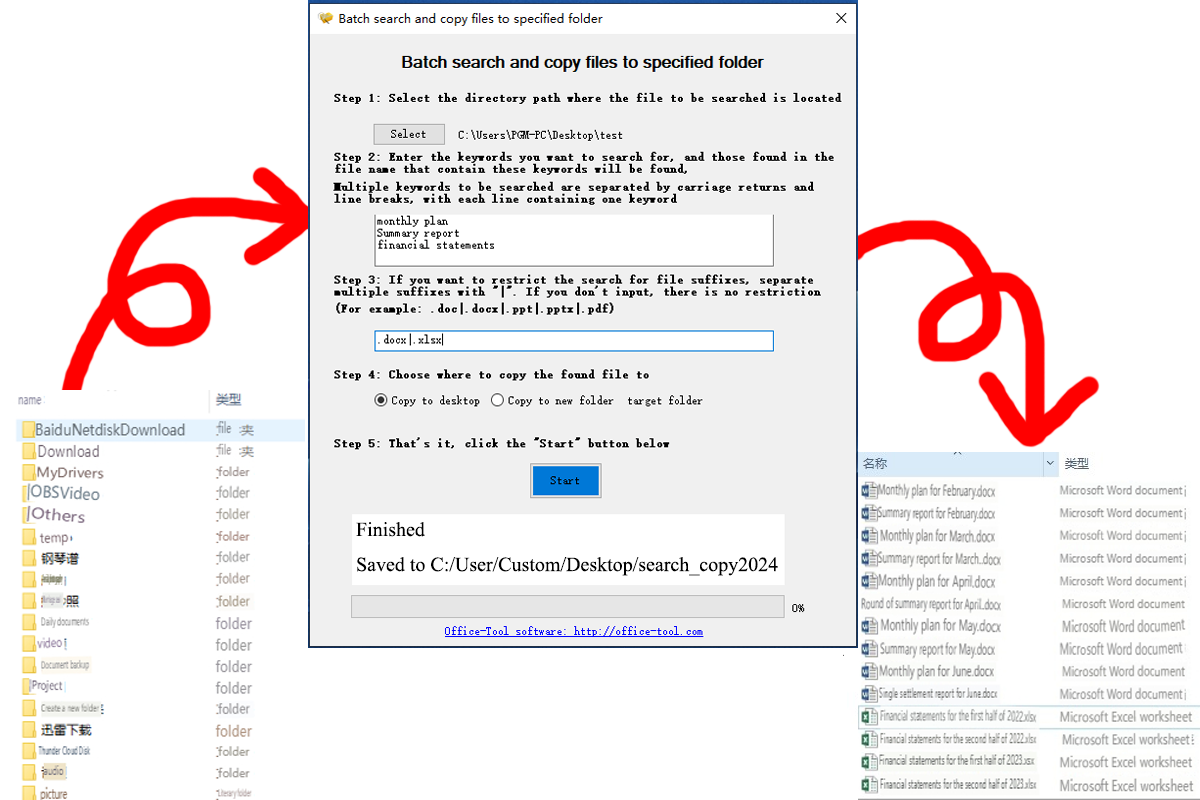 Batch search and copy files to specified folder
Batch search and copy files to specified folder
Step 1: Select the directory path where the file to be searched is located
Select C:\Users\PGM-PC\Desktop\test
Step 2: Enter the keywords you want to search for, and those found in the
file name that contain these keywords will be found,
Multiple keywords to be searched are separated by carriage returns and
line breaks, with each line containing one keyword
monthly plan
Summary report
financial statements
Step 3: If you want to restrict the search for file suffixes, separate
multiple suffixes with "|". If you don't input, there is no restriction
(For example: .doc|.docx|.ppt|.pptx|.pdf)
.docx|.xlsx
Step 4: Choose where to copy the found file to
Copy to desktop Copy to new folder target folder
Step 5: That's it, click the "Start" button below
Start
Finished
Saved to C:/User/Custom/Desktop/search_copy2024
0%
Office-Tool software: http://office-tool.com
name 类型
BaiduNetdiskDownload file 夹
Download file 夹
MyDrivers folder
OBSVideo folder
Others folder
temp folder
钢琴谱 folder
folder
照 folder
Daily documents folder
video folder
Document backup folder
Project folder
Create a new folder folder
迅雷下载 folder
Thunder Cloud Disk folder
audio folder
picture
名称 类型
Monthly plan for February.docx Microsoft Word document
Summary report for February.docx Microsoft Word document
Monthly plan for March.docx Microsoft Word document
Summary report for March..docx Microsoft Word document
Monthly plan for April.docx Microsoft Word document
Round of summary report for April..docx Microsoft Word document
Monthly plan for May.docx Microsoft Word document
Summary report for May.docx Microsoft Word document
Monthly plan for June.docx Microsoft Word document
Single settlement report for June.docx Microsoft Word document
Financial statements for the first half of 2022.xlsx Microsoft Excel worksheet
Financial statements for the second half of 2022.xlsx Microsoft Excel worksheet
Financial statements for the first half of 2023.xsx Microsoft Excel worksheet
Financial statements for the second half of 2023.xlsx Microsoft Excel worksheet